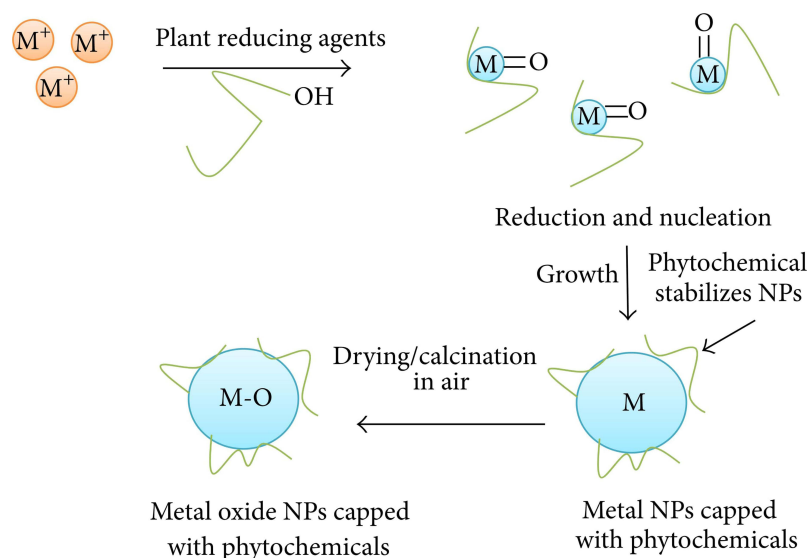 M+ M+
M+
Plant reducing agents
OH
M=O
M=O
O
M
Reduction and nucleation
Growth
Phytochemical
stabilizes NPs
M
Metal NPs capped
with phytochemicals
Drying/calcination
in air
M-O
Metal oxide NPs capped
with phytochemicals